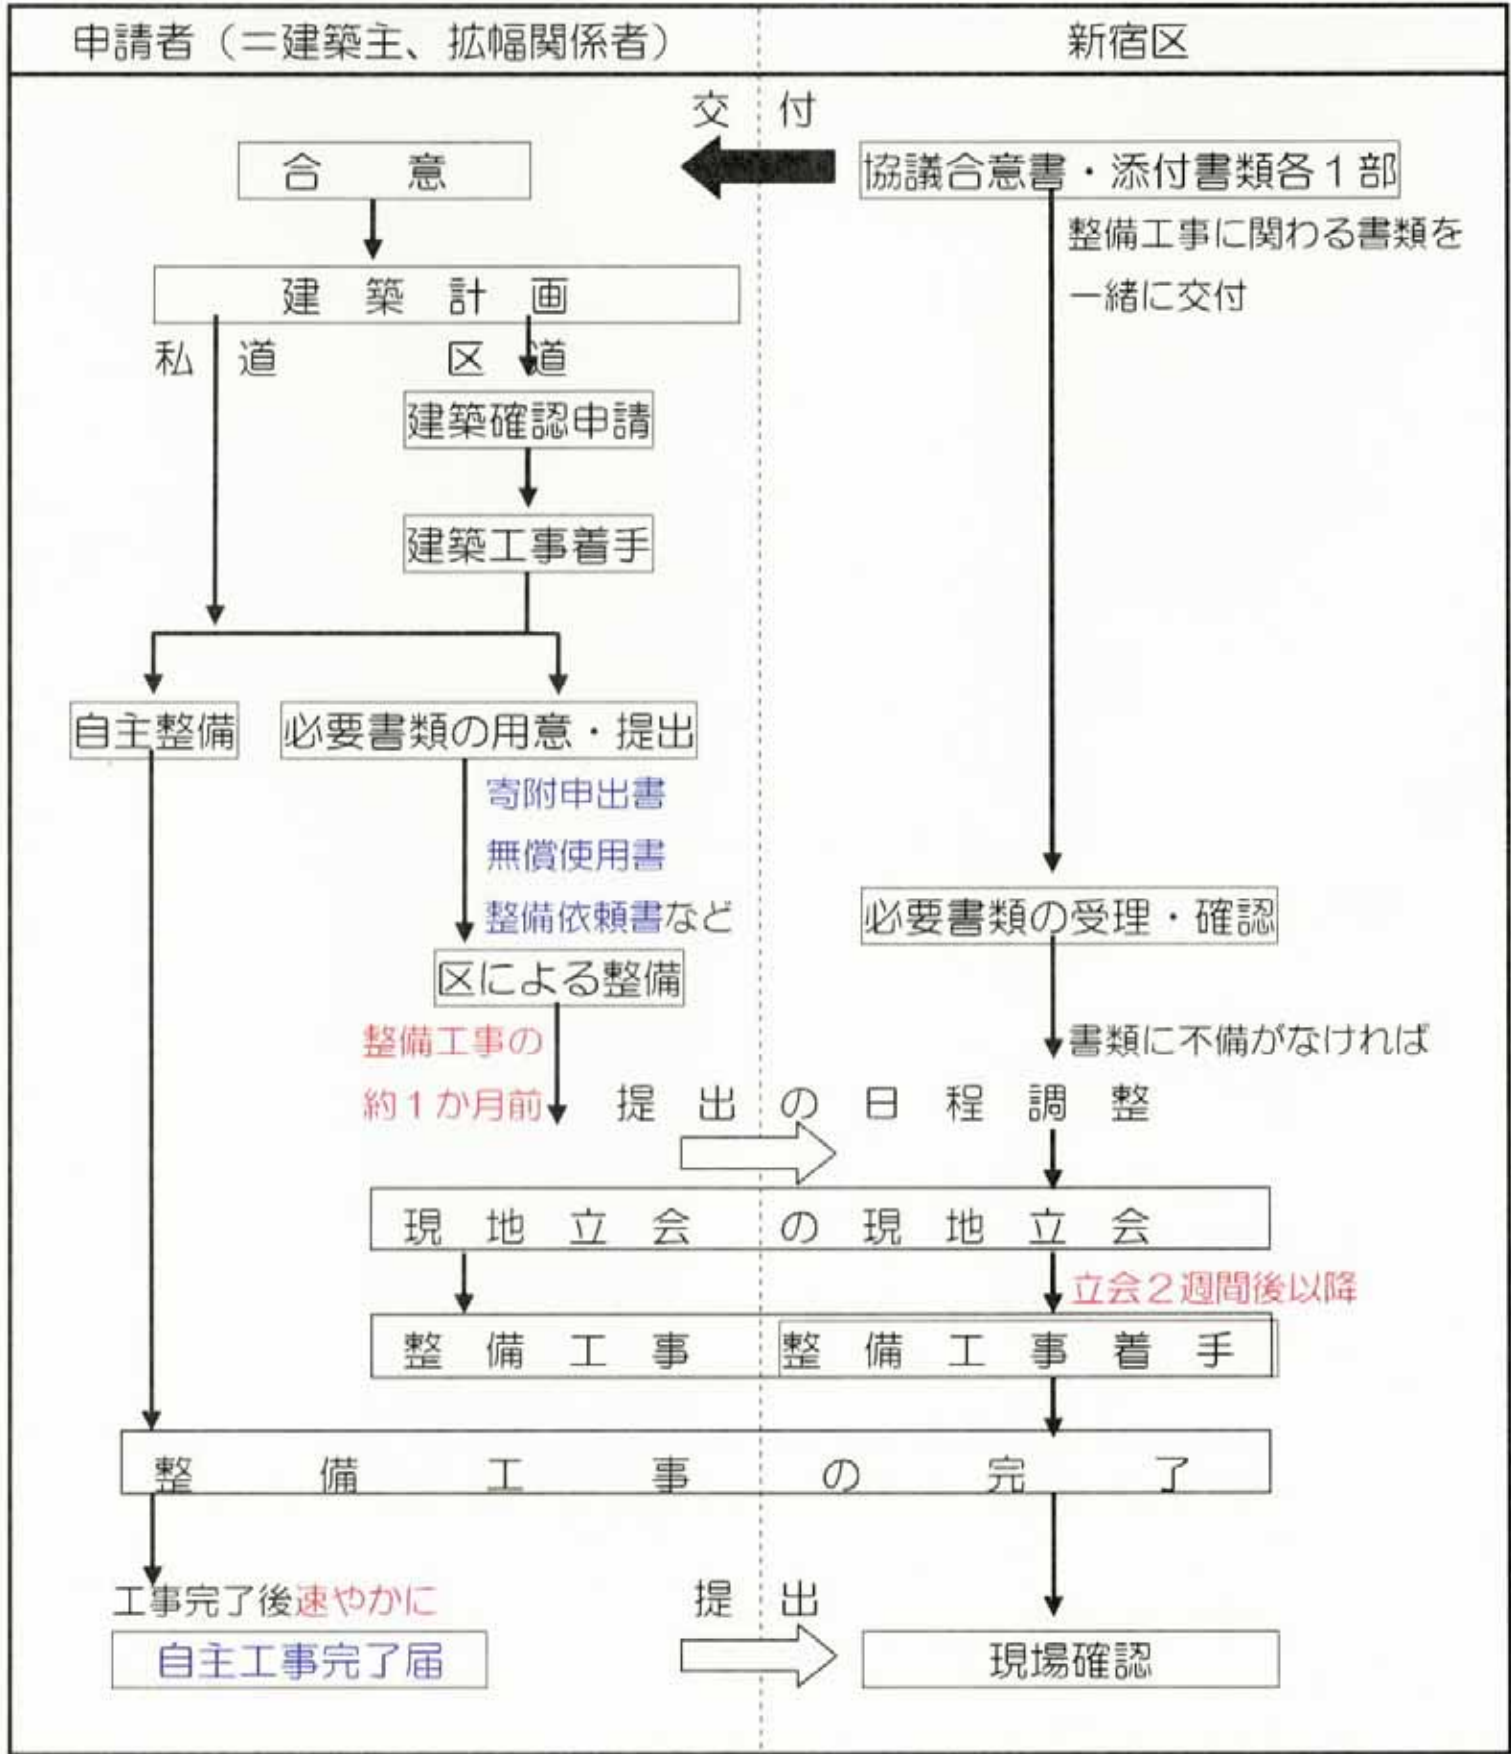 申請者（＝建築主、拡幅関係者）
新宿区
交付
合意
協議合意書・添付書類各１部
整備工事に関わる書類を
一緒に交付
建築計画
私道
区道
建築確認申請
建築工事着手
自主整備
必要書類の用意・提出
寄附申出書
無償使用書
整備依頼書など
必要書類の受理・確認
区による整備
整備工事の
約１か月前
書類に不備がなければ
提出の日程調整
現地立会の現地立会
立会２週間後以降
整備工事
整備工事着手
整備工事の完了
工事完了後速やかに
提出
自主工事完了届
現場確認